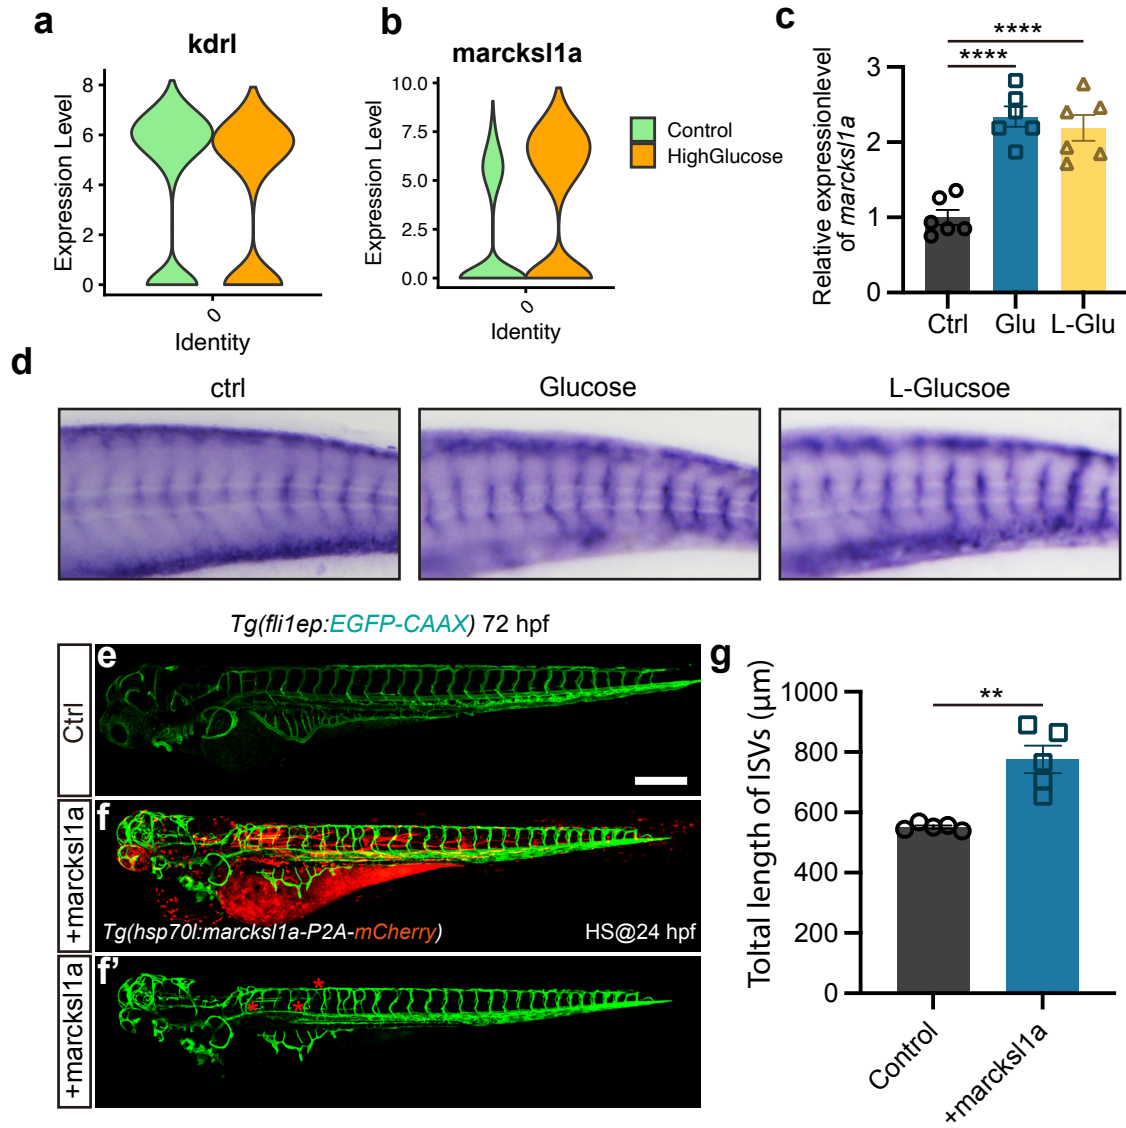 a
kdrl
Expression Level
8
6
4
2
0
0
Identity
b
marcksl1a
Expression Level
10.0
7.5
5.0
2.5
0.0
0
Identity
Control
HighGlucose
c
****
****
Relative expressionlevel
of marcksl1a
3
2
1
0
Ctrl Glu L-Glu
d
ctrl Glucose L-Glucsoe
Tg(fli1ep:EGFP-CAAX) 72 hpf
Ctrl
e
+marcksl1a
f
Tg(hsp70l:marcksl1a-P2A-mCherry) HS@24 hpf
+marcksl1a
f'
* * *
g
**
Toltal length of ISVs (μm)
1000
800
600
400
200
0
Control
+marcksl1a